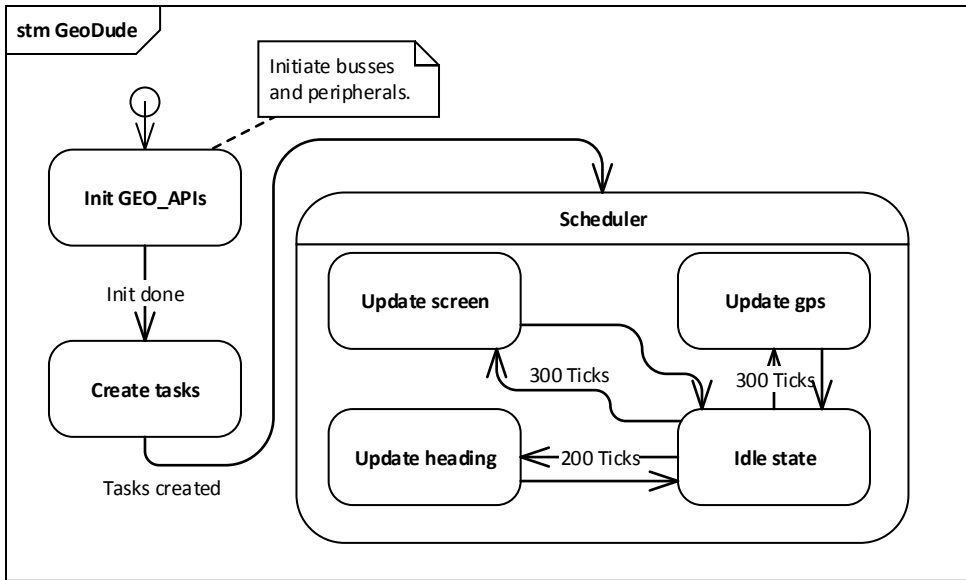 stm GeoDude
Initiate busses
and peripherals.
Init GEO_APIs
Scheduler
Update screen
Update gps
Init done
300 Ticks
300 Ticks
Create tasks
Update heading
200 Ticks
Idle state
Tasks created